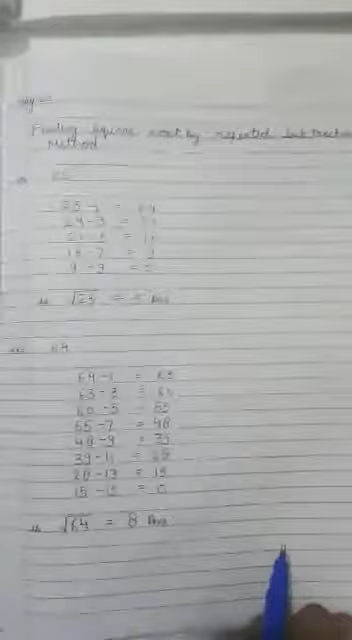 Finding square root by repeated subtraction
Method
25
25 - 1 = 24
24 - 3 = 21
21 - 5 = 16
16 - 7 = 9
9 - 9 = 0
√25 = 5 Ans
64
64 - 1 = 63
63 - 3 = 60
60 - 5 = 55
55 - 7 = 48
48 - 9 = 39
39 - 11 = 28
28 - 13 = 15
15 - 15 = 0
√64 = 8 Ans